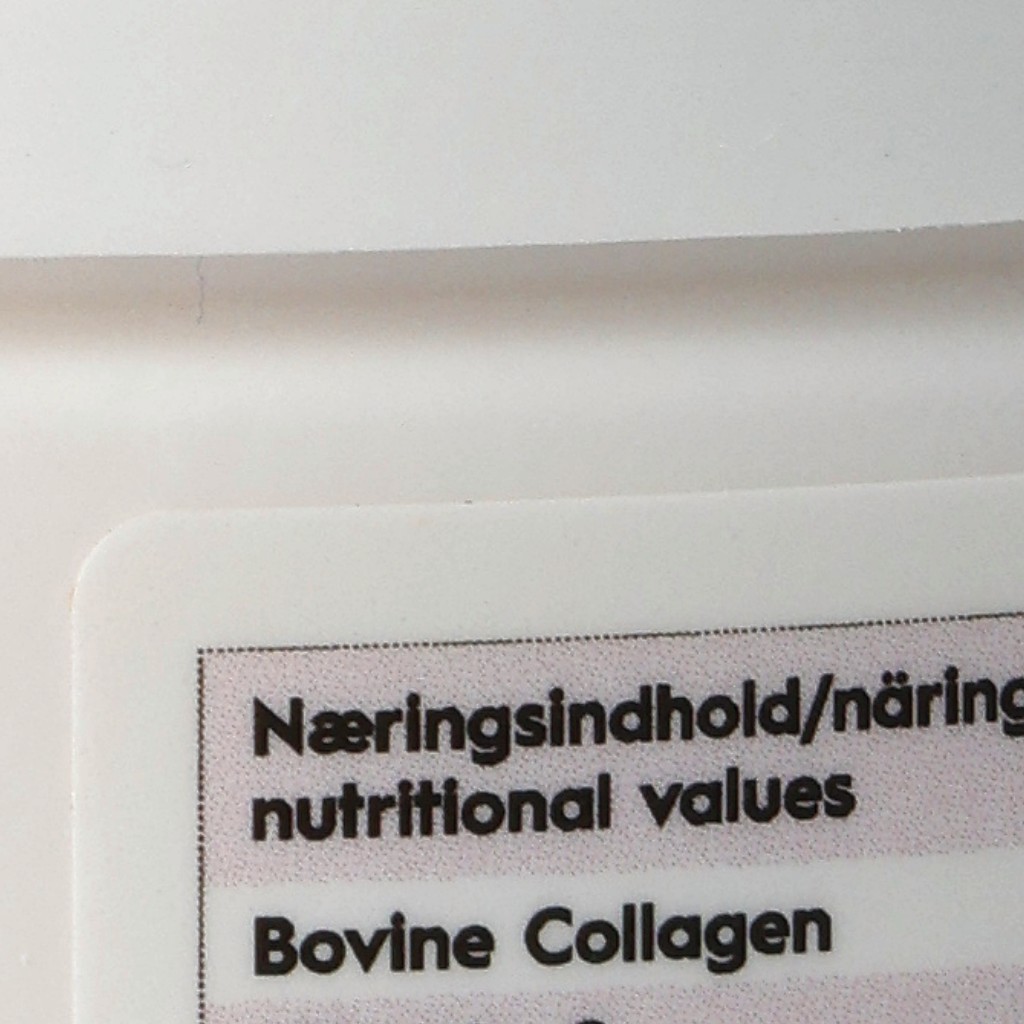 Næringsindhold/näring
nutritional values
Bovine Collagen